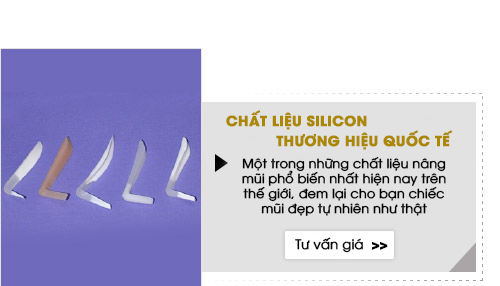 CHẤT LIỆU SILICON
THƯƠNG HIỆU QUỐC TẾ
Một trong những chất liệu nâng
mũi phổ biến nhất hiện nay trên
thế giới, đem lại cho bạn chiếc
mũi đẹp tự nhiên như thật
Tư vấn giá >>